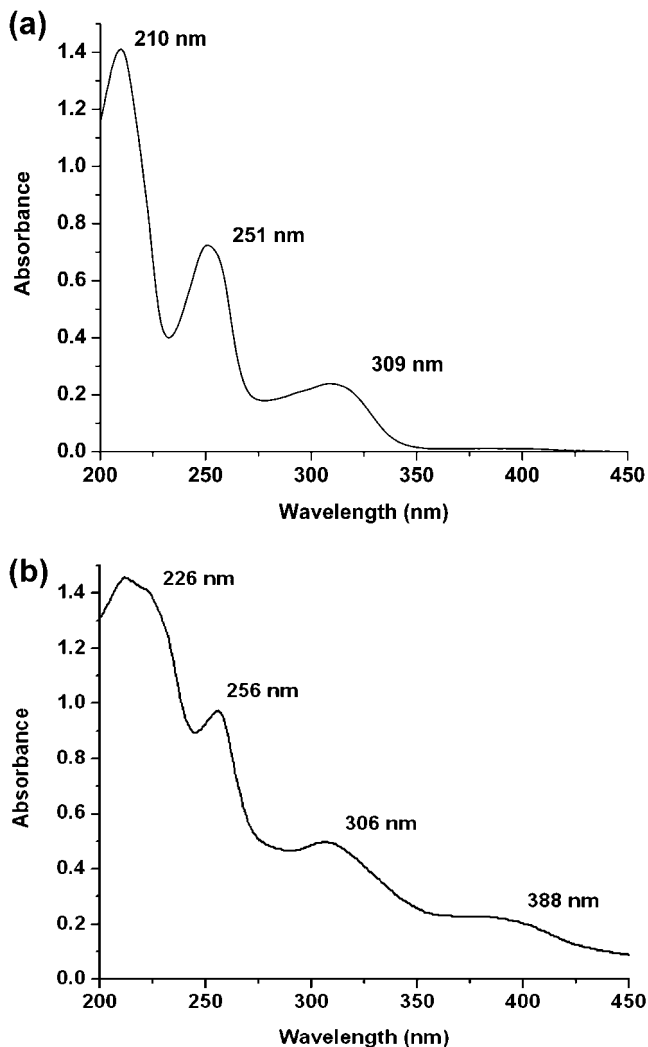 (a)
210 nm
251 nm
309 nm
Absorbance
1.4
1.2
1.0
0.8
0.6
0.4
0.2
0.0
200 250 300 350 400 450
Wavelength (nm)
(b)
226 nm
256 nm
306 nm
388 nm
Absorbance
1.4
1.2
1.0
0.8
0.6
0.4
0.2
0.0
200 250 300 350 400 450
Wavelength (nm)